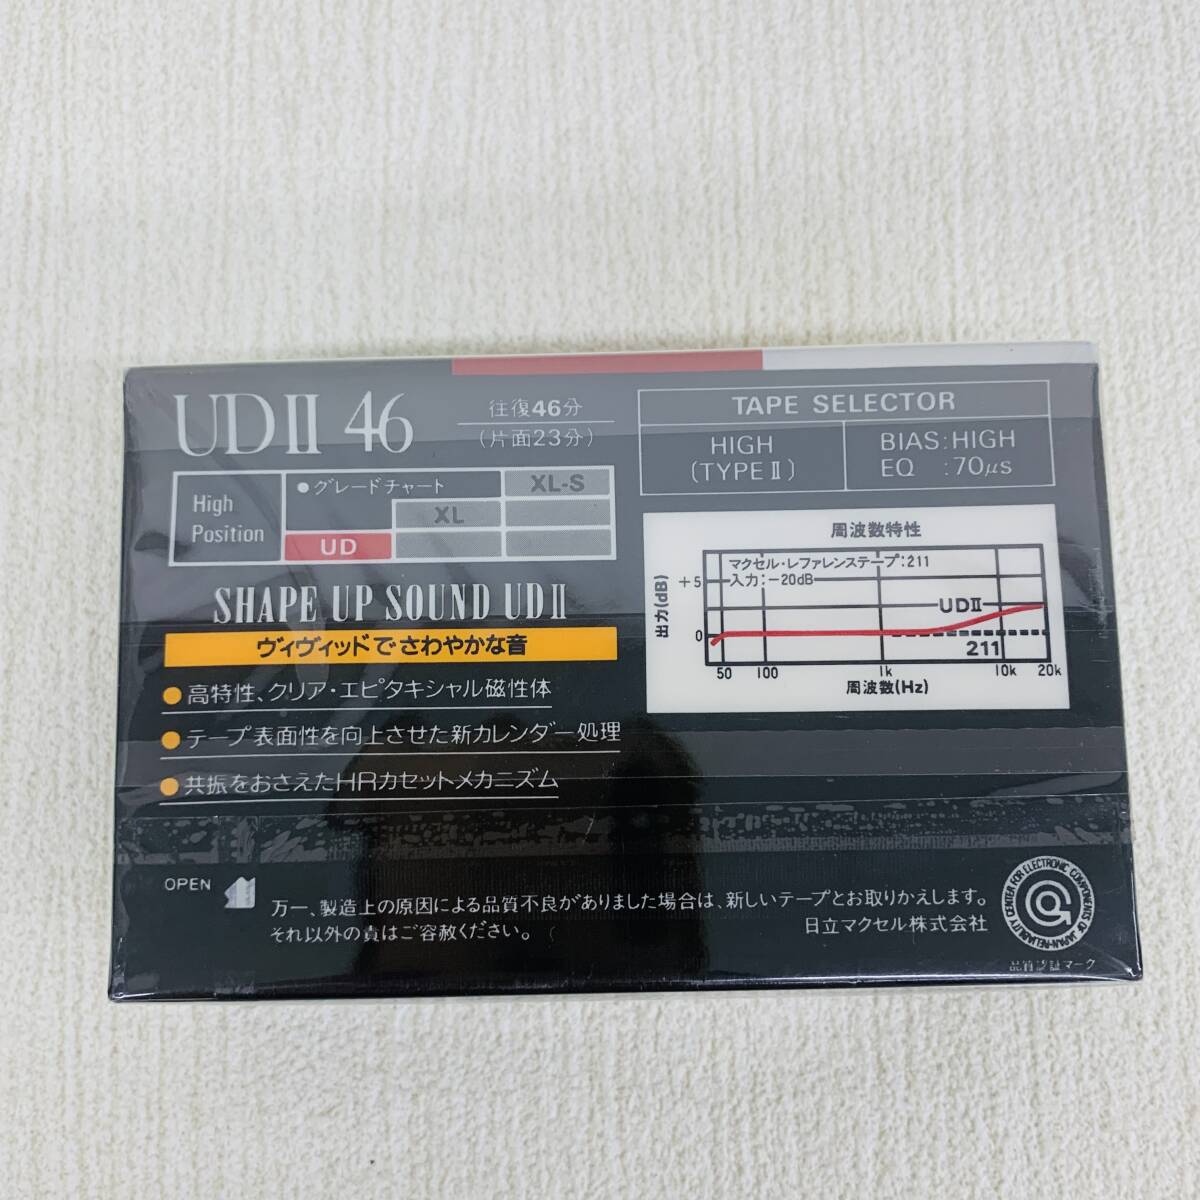 UDII 46
往復46分
(片面23分)
TAPE SELECTOR
HIGH
(TYPE II)
BIAS:HIGH
EQ :70μs
High
Position
●グレードチャート
XL-S
XL
UD
SHAPE UP SOUND UDII
ヴィヴィッドでさわやかな音
●高特性、クリア・エピタキシャル磁性体
●テープ表面性を向上させた新カレンダー処理
●共振をおさえたHRカセットメカニズム
周波数特性
マクセル・レファレンステープ:211
入力:-20dB
出力(dB)
+5
0
UDII
211
50 100 1k 10k 20k
周波数(Hz)
OPEN
万一、製造上の原因による品質不良がありました場合は、新しいテープとお取りかえします。
それ以外の責はご容赦ください。
日立マクセル株式会社
RELIABILITY CENTER FOR ELECTRONIC COMPONENTS OF JAPAN
品質認証マーク